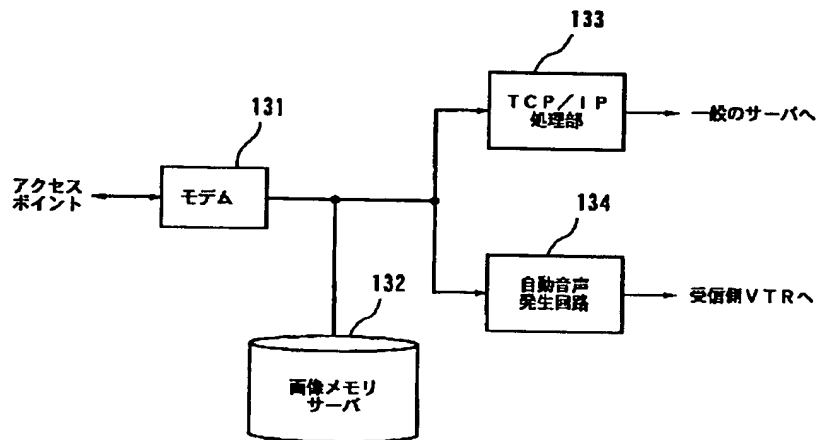 133
TCP/IP
処理部
一般のサーバへ
131
アクセス
ポイント
モデム
134
自動音声
発生回路
受信側VTRへ
132
画像メモリ
サーバ